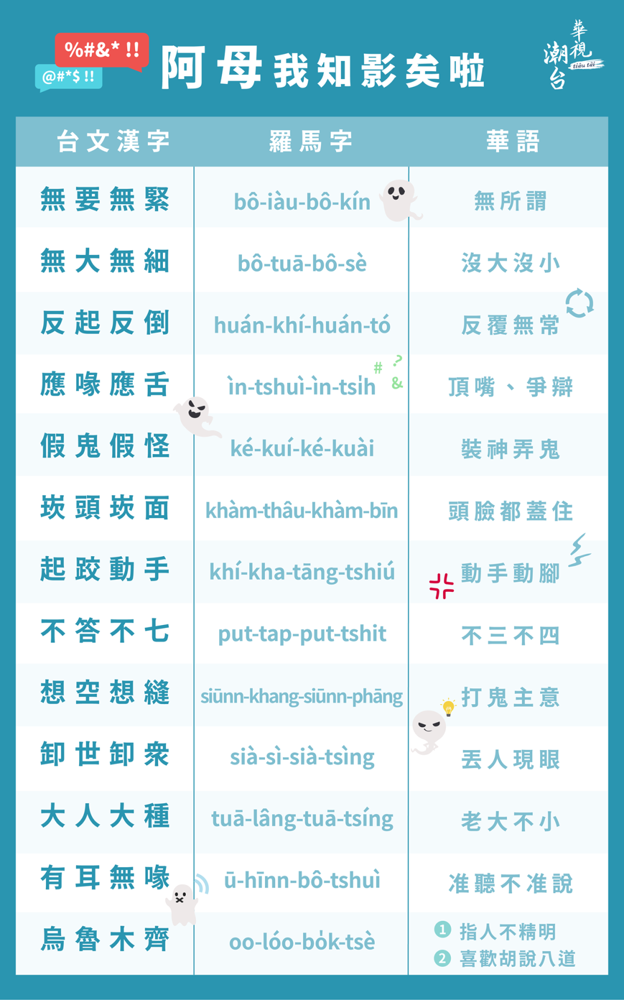 %#&* !!
@#*$ !!
阿母我知影矣啦
華視
潮台
tiâu tâi
台文漢字 羅馬字 華語
無要無緊 bô-iàu-bô-kín 無所謂
無大無細 bô-tuā-bô-sè 沒大沒小
反起反倒 huán-khí-huán-tó 反覆無常
# ? &
應喙應舌 ìn-tshuì-ìn-tsi̍h 頂嘴、爭辯
假鬼假怪 ké-kuí-ké-kuài 裝神弄鬼
崁頭崁面 khàm-thâu-khàm-bīn 頭臉都蓋住
起跤動手 khí-kha-tāng-tshiú 動手動腳
不答不七 put-tap-put-tshit 不三不四
想空想縫 siūnn-khang-siūnn-phāng 打鬼主意
卸世卸眾 sià-sì-sià-tsìng 丟人現眼
大人大種 tuā-lâng-tuā-tsíng 老大不小
有耳無喙 ū-hīnn-bô-tshuì 准聽不准說
烏魯木齊 oo-lóo-bo̍k-tsè 1 指人不精明
2 喜歡胡說八道